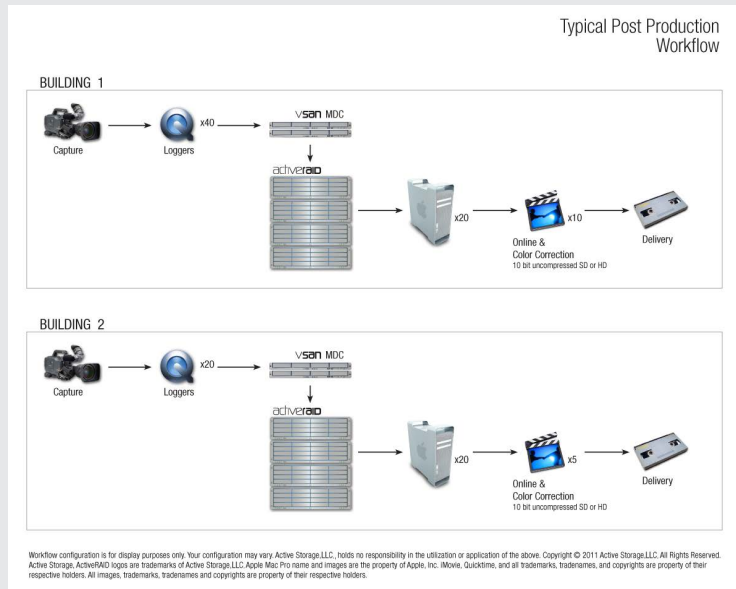 Typical Post Production
Workflow
BUILDING 1
Capture
Loggers
x40
vsan MDC
activeRAID
x20
x10
Online &
Color Correction
10 bit uncompressed SD or HD
Delivery
BUILDING 2
Capture
Loggers
x20
vsan MDC
activeRAID
x20
x5
Online &
Color Correction
10 bit uncompressed SD or HD
Delivery
Workflow configuration is for display purposes only. Your configuration may vary. Active Storage,LLC., holds no responsibility in the utilization or application of the above. Copyright © 2011 Active Storage,LLC. All Rights Reserved.
Active Storage, ActiveRAID logos are trademarks of Active Storage,LLC. Apple Mac Pro name and images are the property of Apple, Inc. iMovie, Quicktime, and all trademarks, tradenames, and copyrights are property of their
respective holders. All images, trademarks, tradenames and copyrights are property of their respective holders.